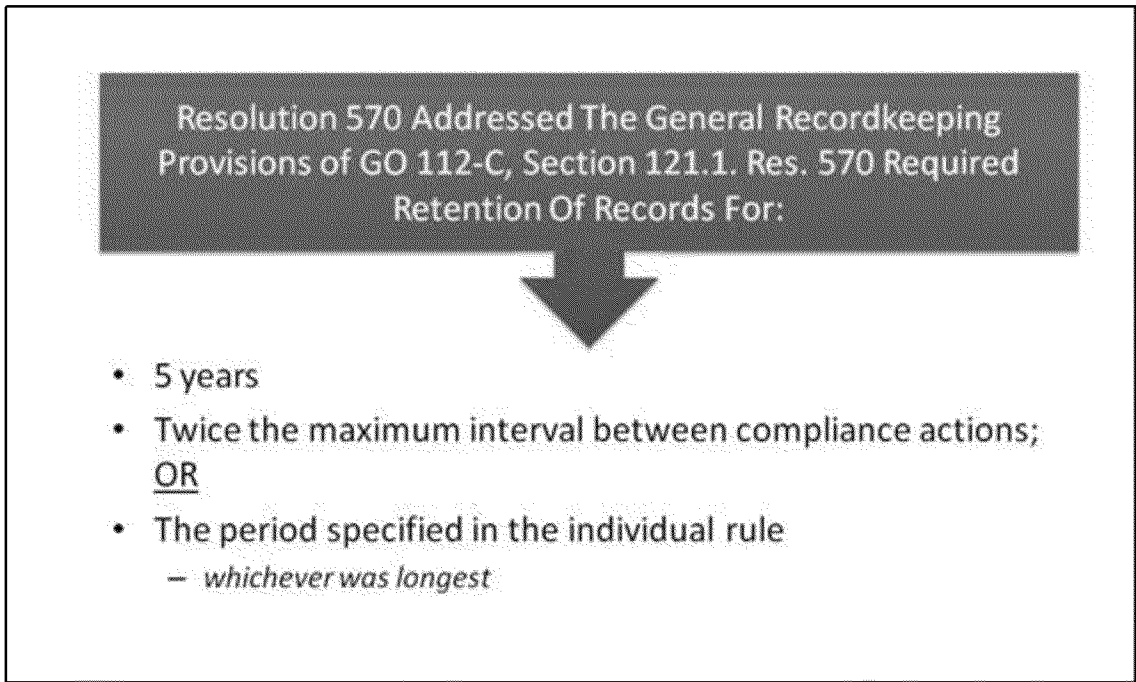 Resolution 570 Addressed The General Recordkeeping
Provisions of GO 112-C, Section 121.1. Res. 570 Required
Retention Of Records For:
• 5 years
• Twice the maximum interval between compliance actions;
OR
• The period specified in the individual rule
– whichever was longest